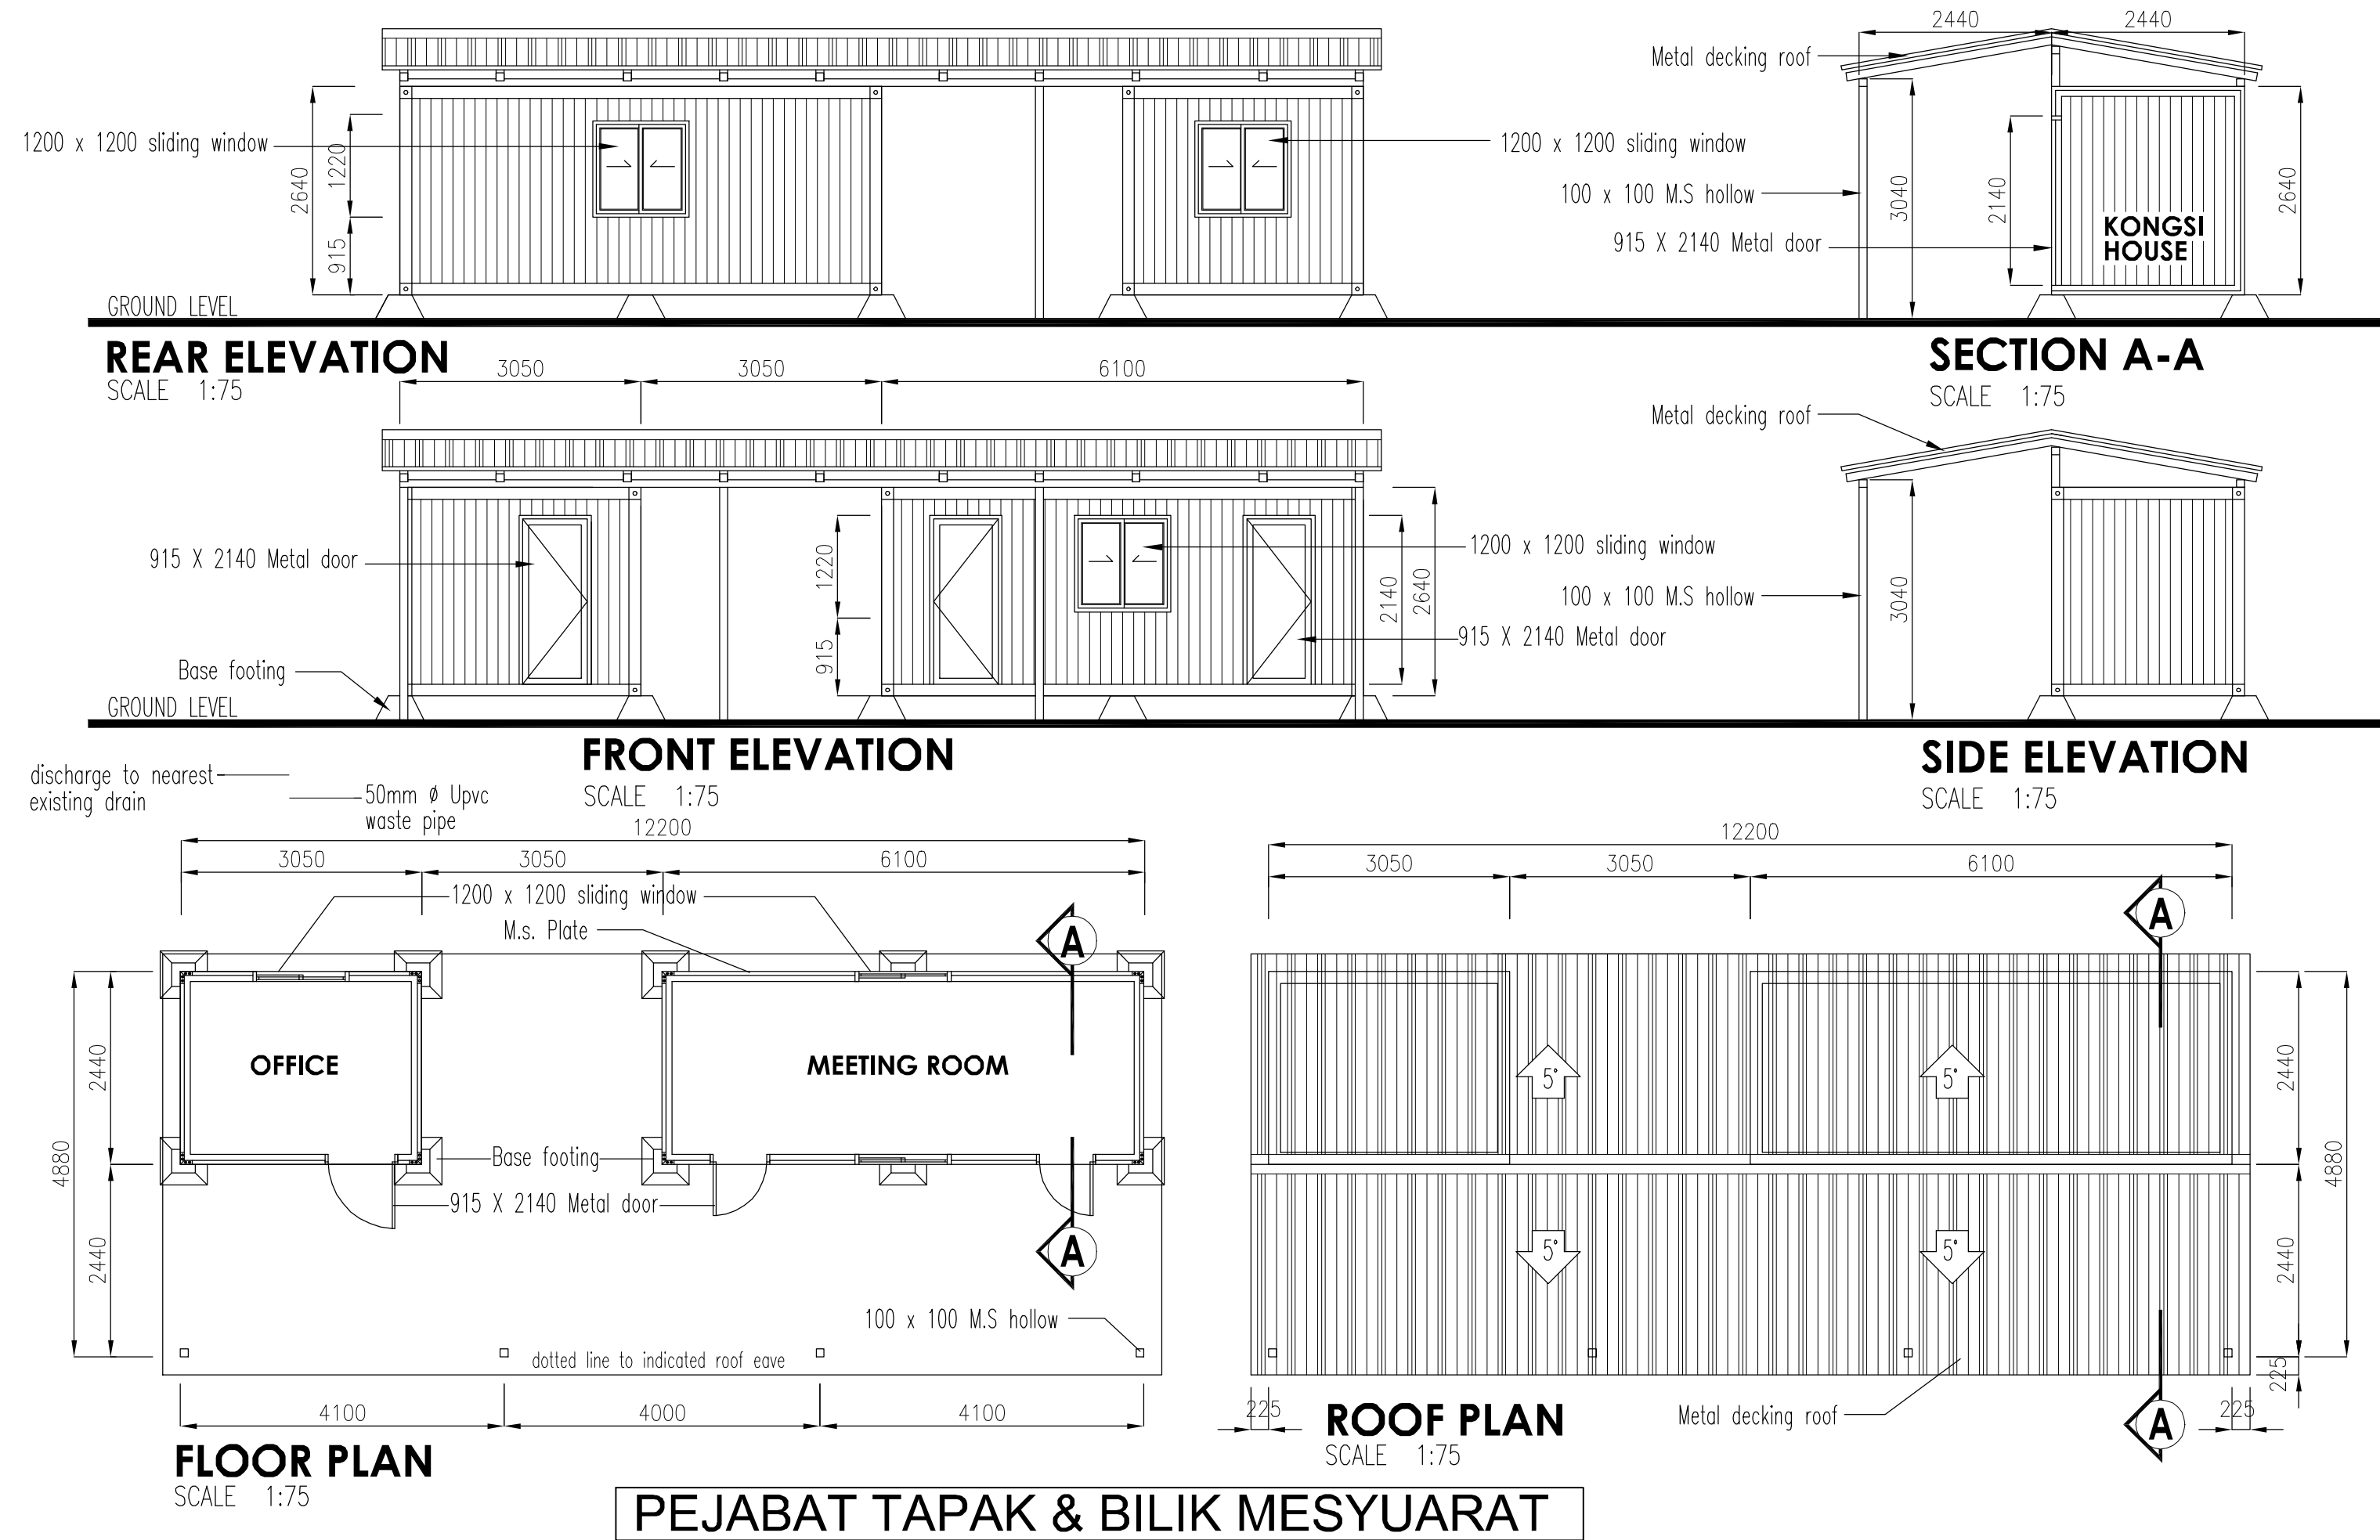 2440
2440
Metal decking roof
1200 x 1200 sliding window
2640
1220
915
1200 x 1200 sliding window
100 x 100 M.S hollow
915 X 2140 Metal door
3040
2140
KONGSI
HOUSE
2640
GROUND LEVEL
REAR ELEVATION
SCALE 1:75
SECTION A-A
SCALE 1:75
3050
3050
6100
Metal decking roof
915 X 2140 Metal door
1220
915
2140
2640
1200 x 1200 sliding window
100 x 100 M.S hollow
915 X 2140 Metal door
3040
Base footing
GROUND LEVEL
FRONT ELEVATION
SCALE 1:75
SIDE ELEVATION
SCALE 1:75
discharge to nearest
existing drain
50mm ø Upvc
waste pipe
12200
3050
3050
6100
1200 x 1200 sliding window
M.s. Plate
A
OFFICE
MEETING ROOM
2440
4880
2440
Base footing
915 X 2140 Metal door
A
100 x 100 M.S hollow
dotted line to indicated roof eave
4100
4000
4100
FLOOR PLAN
SCALE 1:75
12200
3050
3050
6100
A
5°
5°
2440
4880
5°
5°
2440
225
225
225
Metal decking roof
A
ROOF PLAN
SCALE 1:75
PEJABAT TAPAK & BILIK MESYUARAT